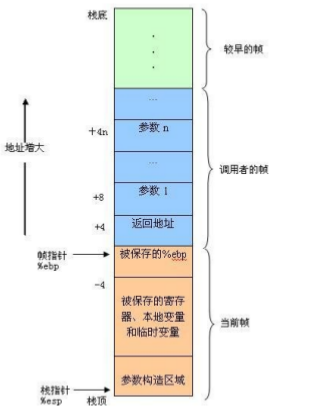 栈底
.
.
.
较早的帧
...
+4n
参数 n
地址增大
...
调用者的帧
+8
参数 1
+4
返回地址
帧指针
%ebp
被保存的%ebp
-4
被保存的寄存
器、本地变量
和临时变量
当前帧
参数构造区域
栈指针
%esp
栈顶